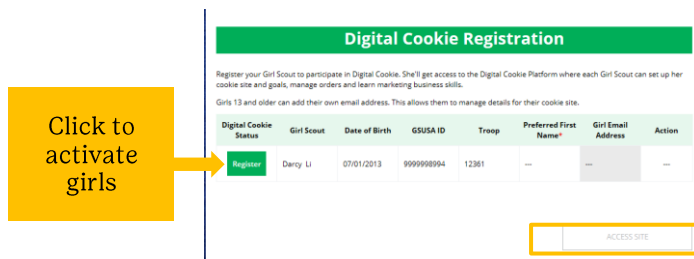 Digital Cookie Registration
Register your Girl Scout to participate in Digital Cookie. She'll get access to the Digital Cookie Platform where each Girl Scout can set up her
cookie site and goals, manage orders and learn marketing business skills.
Girls 13 and older can add their own email address. This allows them to manage details for their cookie site.
Click to
activate
girls
Digital Cookie Status Girl Scout Date of Birth GSUSA ID Troop Preferred First Name* Girl Email Address Action
Register Darcy Li 07/01/2013 9999998994 12361 --- --- ---
ACCESS SITE